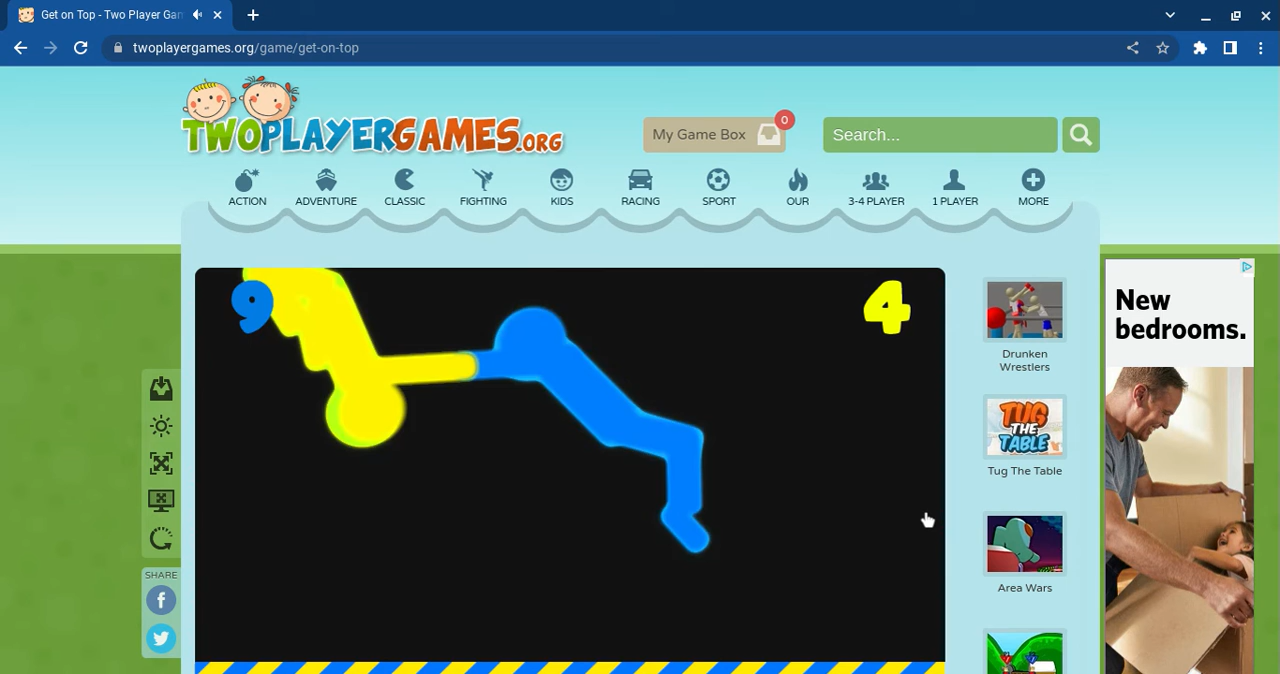 Get on Top - Two Player Gam
twoplayergames.org/game/get-on-top
TWOPLAYERGAMES.ORG
My Game Box
0
Search...
ACTION
ADVENTURE
CLASSIC
FIGHTING
KIDS
RACING
SPORT
OUR
3-4 PLAYER
1 PLAYER
MORE
9
4
Drunken
Wrestlers
TUG
THE
TABLE
Tug The Table
Area Wars
SHARE
New
bedrooms.